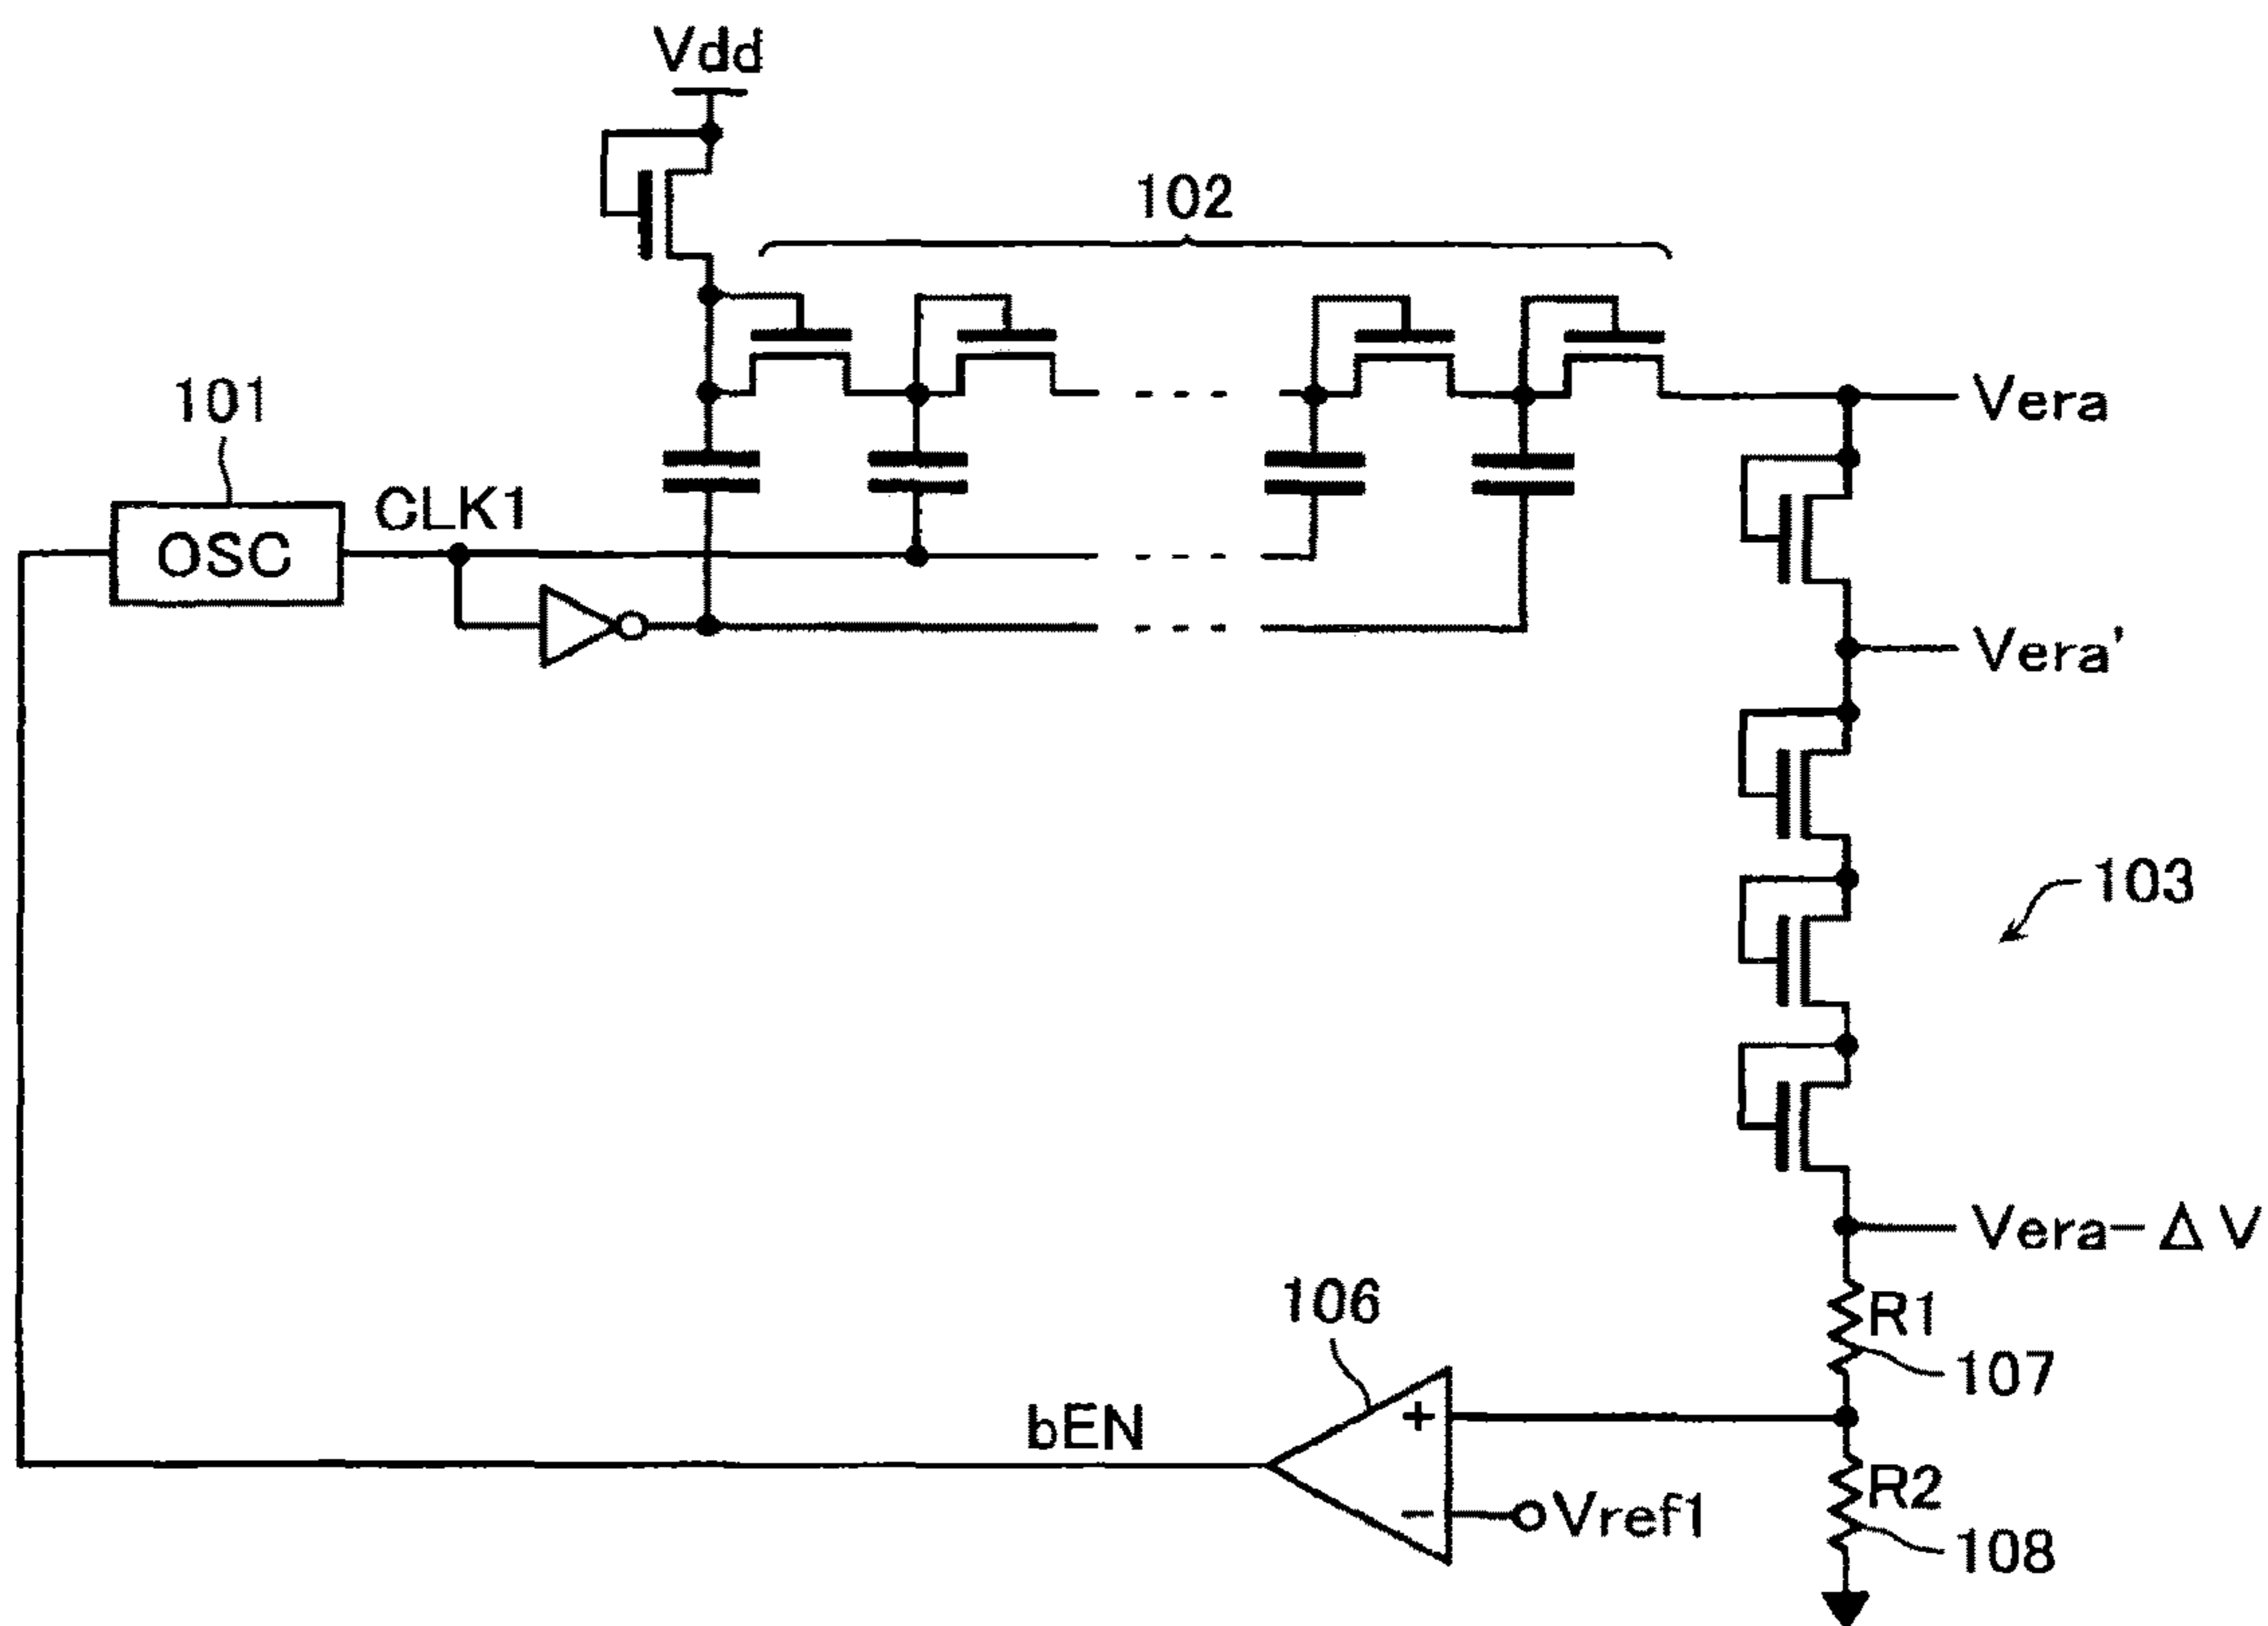 Vdd
102
101
OSC
CLK1
Vera
Vera'
103
Vera-ΔV
R1
107
106
+
-
bEN
Vref1
R2
108